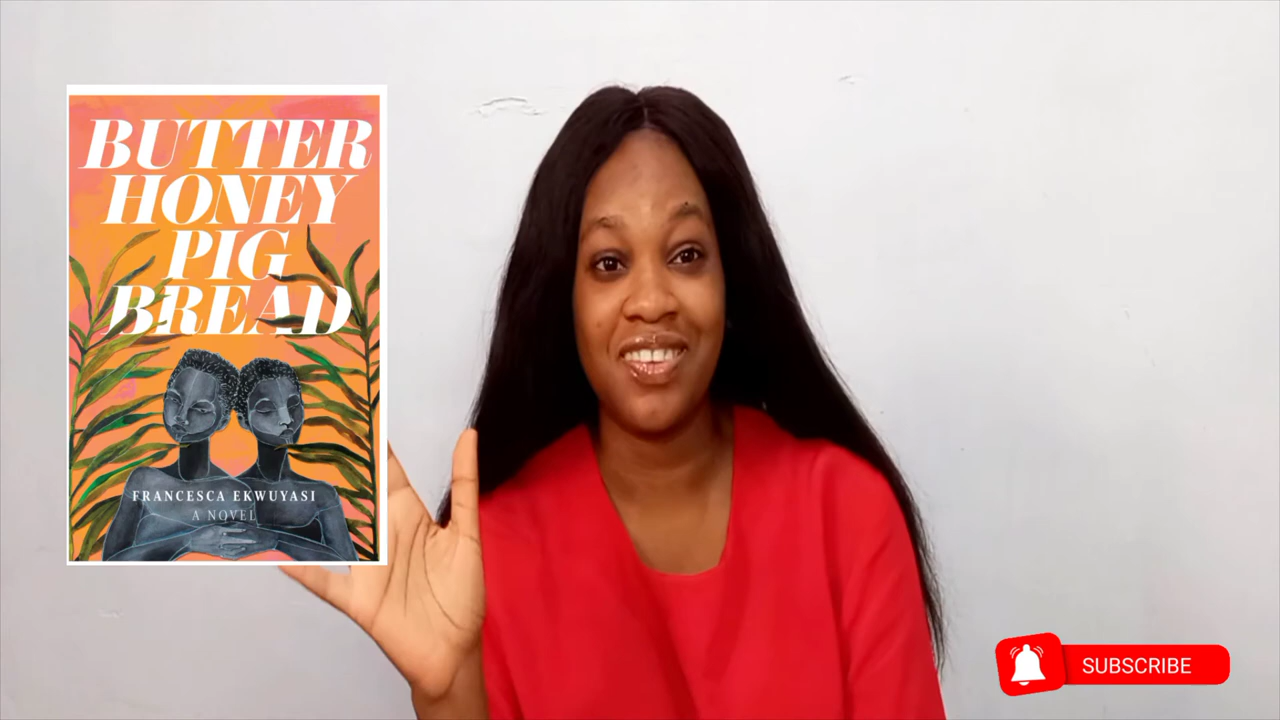 BUTTER
HONEY
PIG
BREAD
FRANCESCA EKWUYASI
A NOVEL
SUBSCRIBE